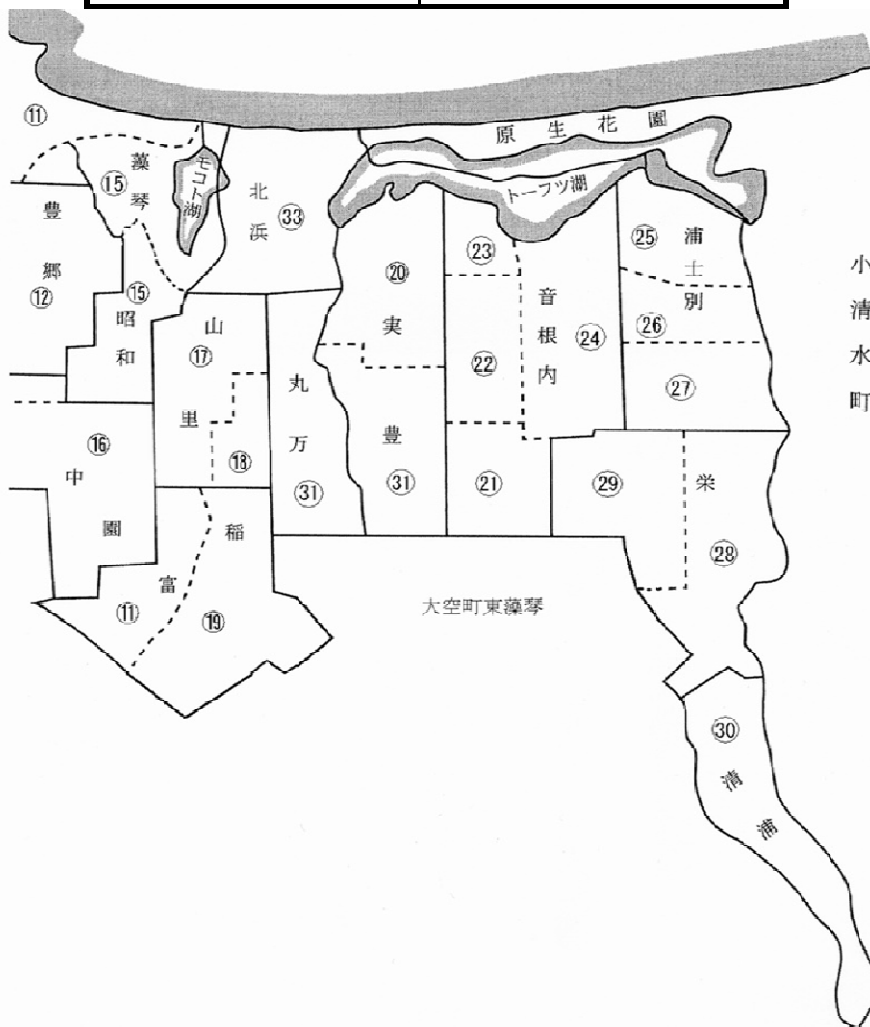 原生花園
⑪
藻琴
⑮
モコト湖
北浜
㉝
トーフツ湖
豊郷
⑫
⑮
昭和
⑳
実豊
㉓
音根内
㉔
㉕
浦士別
㉖
小清水町
山里
⑰
丸万
㉒
㉗
⑯
中園
⑱
㉛
㉛
㉑
㉙
栄
㉘
稲富
⑪
⑲
大空町東藻琴
㉚
清浦